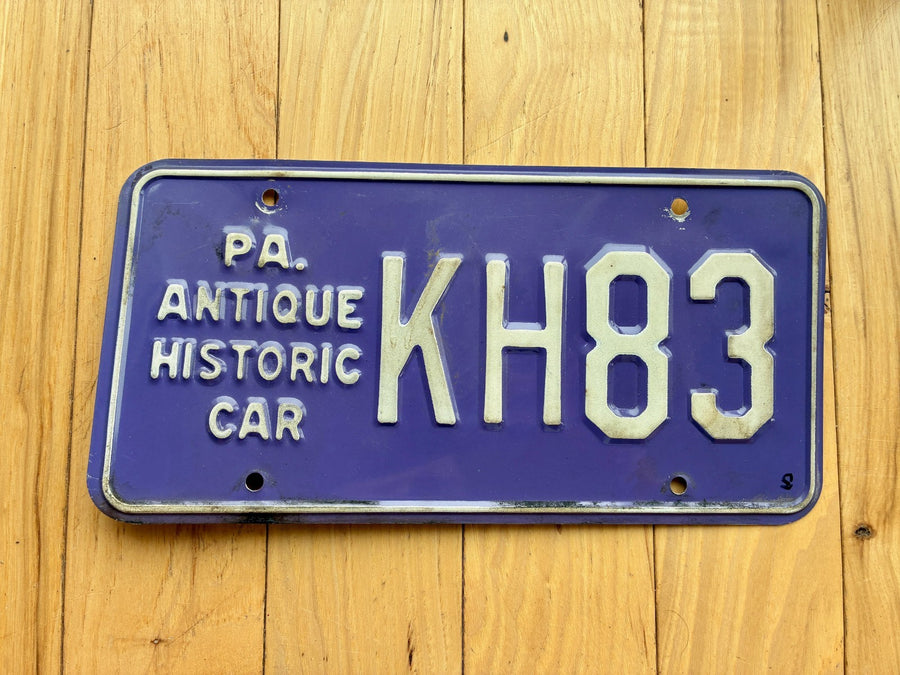 PA.
ANTIQUE
HISTORIC
CAR
KH83